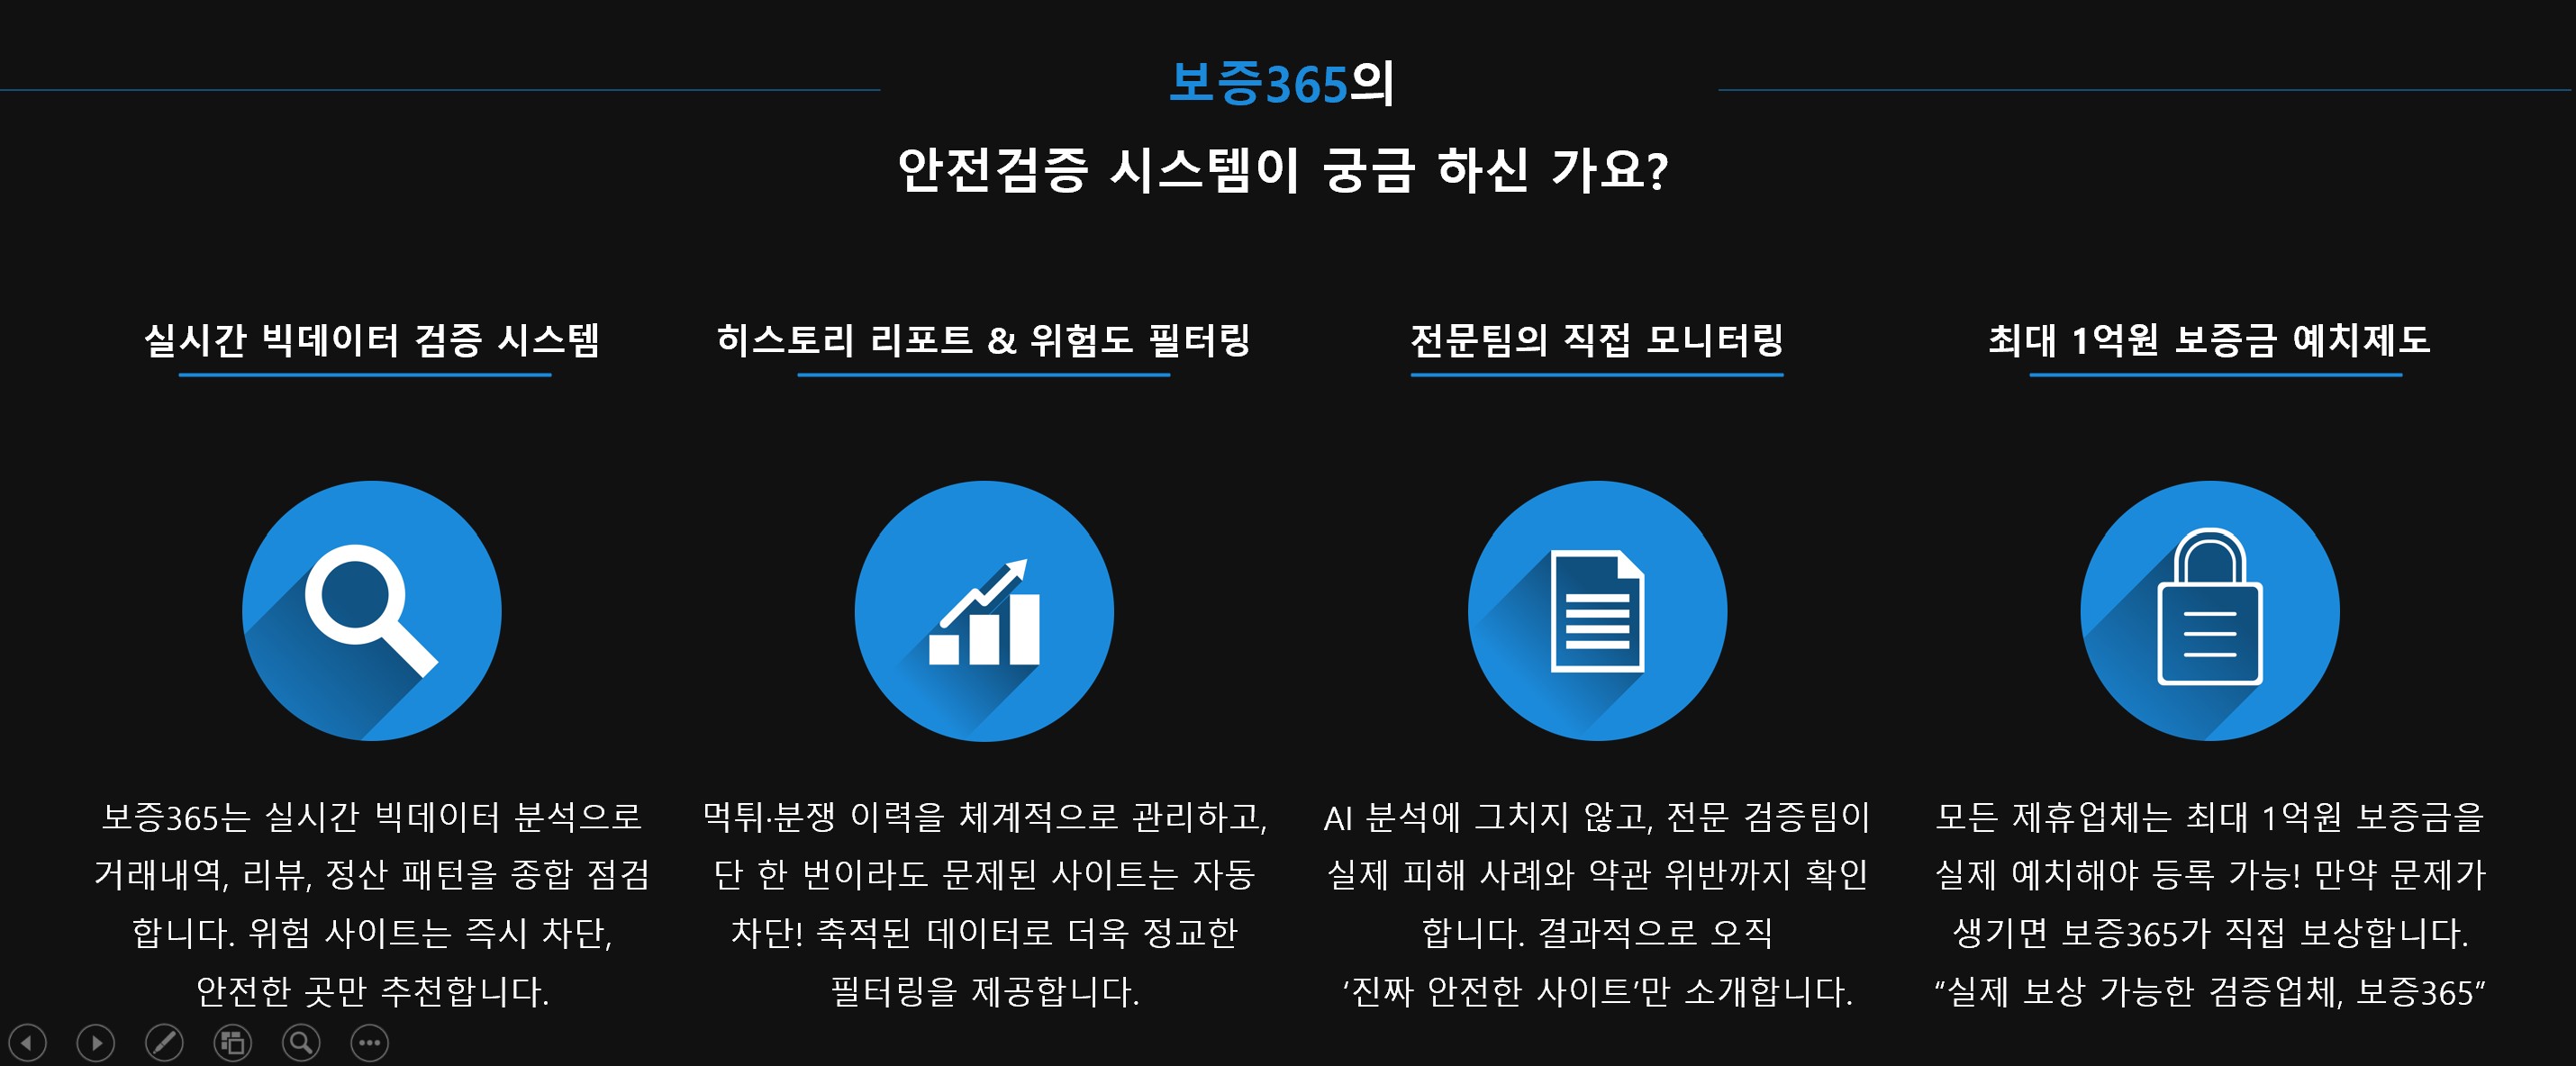 보증365의
안전검증 시스템이 궁금 하신 가요?
실시간 빅데이터 검증 시스템
보증365는 실시간 빅데이터 분석으로
거래내역, 리뷰, 정산 패턴을 종합 점검
합니다. 위험 사이트는 즉시 차단,
안전한 곳만 추천합니다.
히스토리 리포트 & 위험도 필터링
먹튀·분쟁 이력을 체계적으로 관리하고,
단 한 번이라도 문제된 사이트는 자동
차단! 축적된 데이터로 더욱 정교한
필터링을 제공합니다.
전문팀의 직접 모니터링
AI 분석에 그치지 않고, 전문 검증팀이
실제 피해 사례와 약관 위반까지 확인
합니다. 결과적으로 오직
‘진짜 안전한 사이트’만 소개합니다.
최대 1억원 보증금 예치제도
모든 제휴업체는 최대 1억원 보증금을
실제 예치해야 등록 가능! 만약 문제가
생기면 보증365가 직접 보상합니다.
“실제 보상 가능한 검증업체, 보증365”